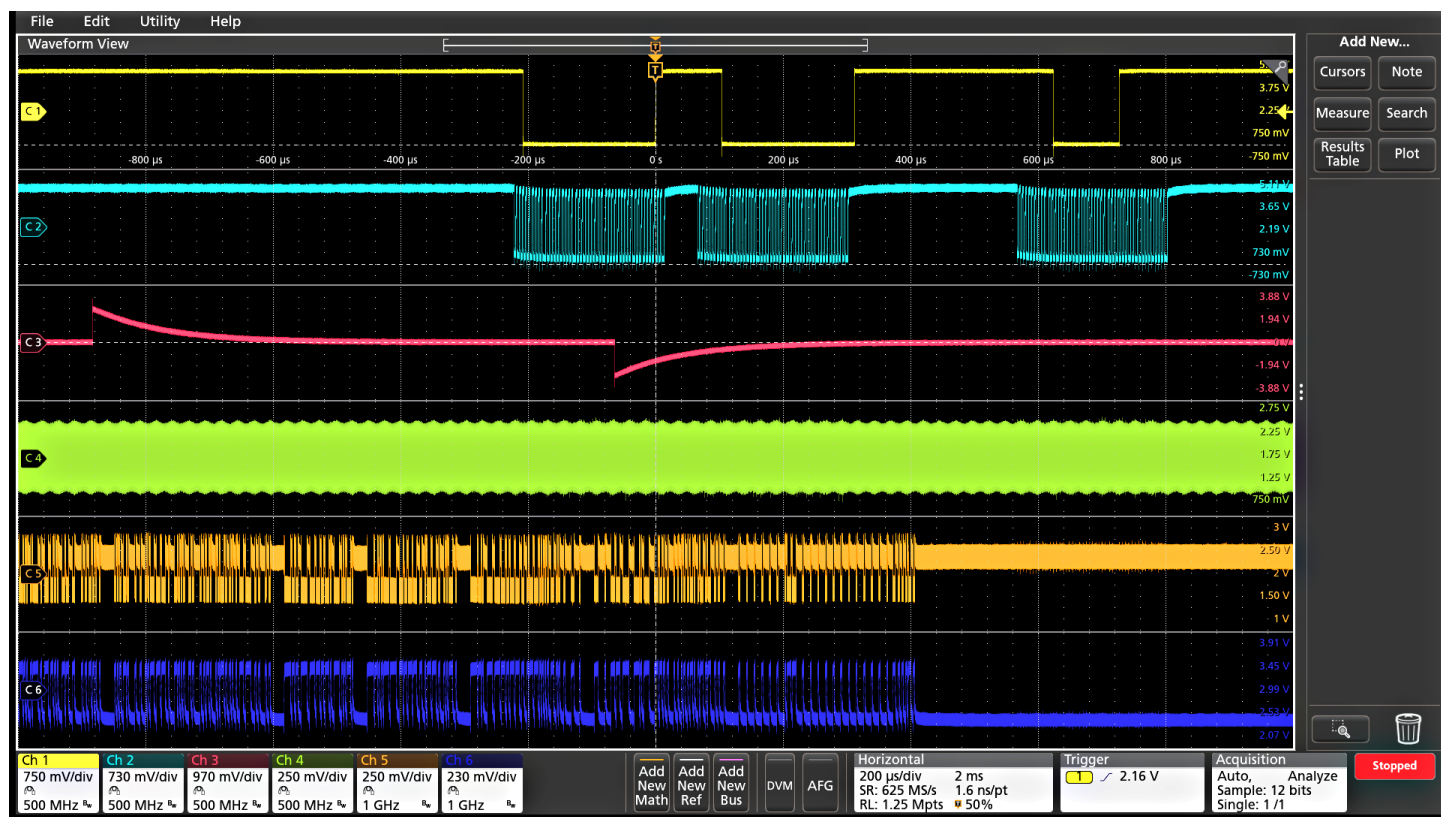 File Edit Utility Help
Waveform View
Add New...
Cursors Note
Measure Search
Results Table Plot
T
T
C 1
3.75 V
2.25
750 mV
-750 mV
-800 µs -600 µs -400 µs -200 µs 0 s 200 µs 400 µs 600 µs 800 µs
C 2
5.11 V
3.65 V
2.19 V
730 mV
-730 mV
C 3
3.88 V
1.94 V
0 V
-1.94 V
-3.88 V
C 4
2.75 V
2.25 V
1.75 V
1.25 V
750 mV
C 5
3 V
2.50 V
2 V
1.50 V
1 V
C 6
3.91 V
3.45 V
2.99 V
2.53 V
2.07 V
Ch 1
750 mV/div
500 MHz
Ch 2
730 mV/div
500 MHz
Ch 3
970 mV/div
500 MHz
Ch 4
250 mV/div
500 MHz
Ch 5
250 mV/div
1 GHz
Ch 6
230 mV/div
1 GHz
Add New Math
Add New Ref
Add New Bus
DVM
AFG
Horizontal
200 µs/div 2 ms
SR: 625 MS/s 1.6 ns/pt
RL: 1.25 Mpts 50%
Trigger
1 2.16 V
Acquisition
Auto, Analyze
Sample: 12 bits
Single: 1 /1
Stopped